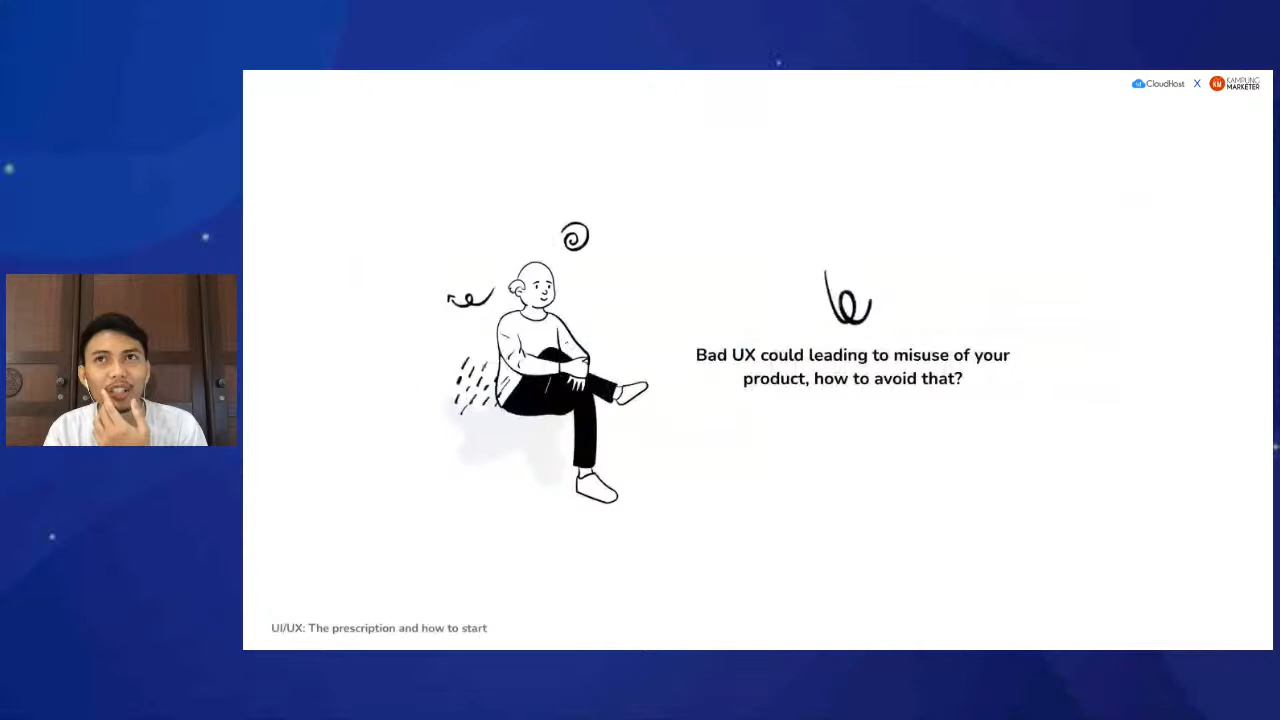 CloudHost X KAMPUNG MARKETER
Bad UX could leading to misuse of your
product, how to avoid that?
UI/UX: The prescription and how to start